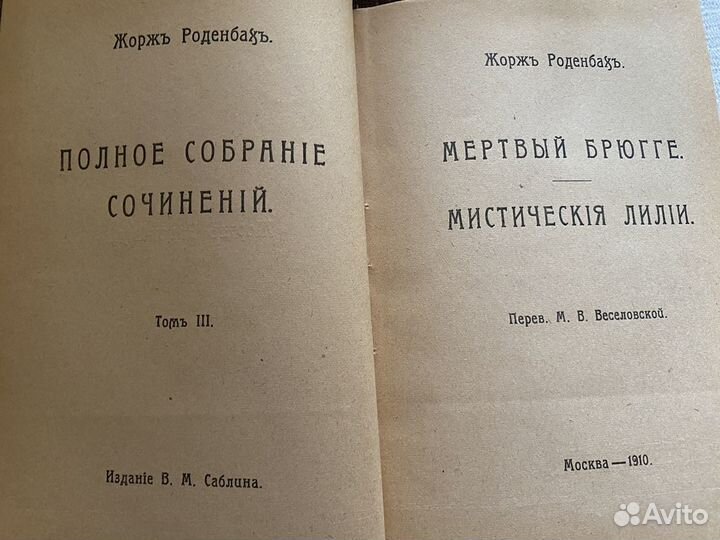 Жоржъ Роденбахъ.
ПОЛНОЕ СОБРАНІЕ
СОЧИНЕНІЙ.
Томъ III.
Изданіе В. М. Саблина.
Жоржъ Роденбахъ.
МЕРТВЫЙ БРЮГГЕ.
МИСТИЧЕСКІЯ ЛИЛІИ.
Перев. М. В. Веселовской.
Москва—1910.
Avito